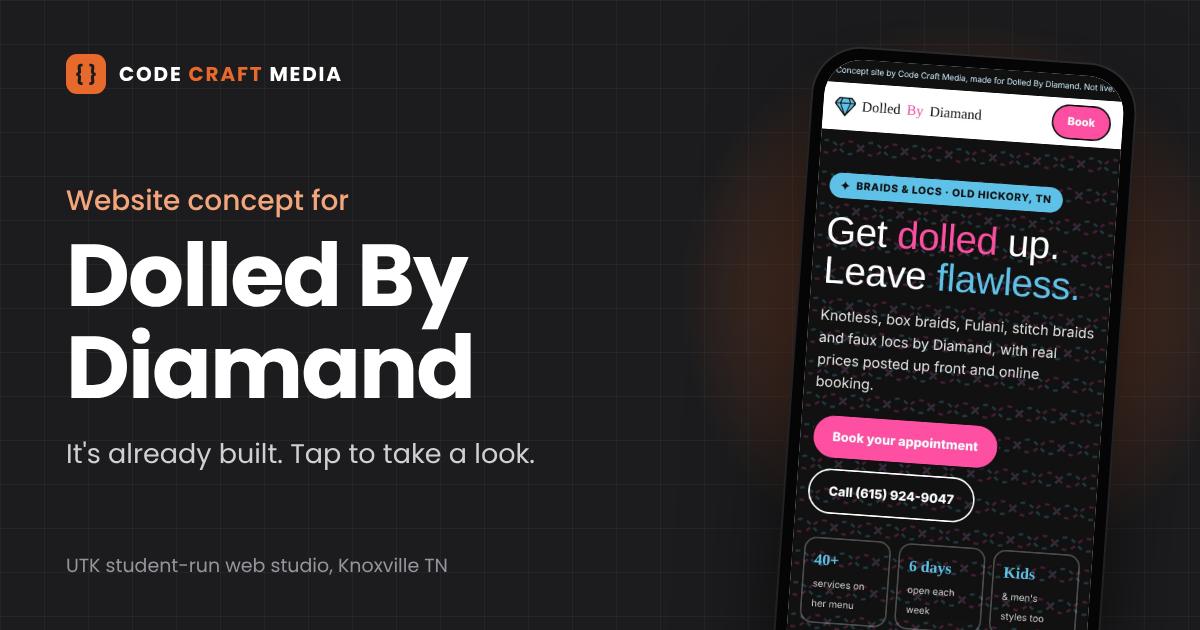 { } CODE CRAFT MEDIA
Website concept for
Dolled By
Diamand
It's already built. Tap to take a look.
UTK student-run web studio, Knoxville TN
Concept site by Code Craft Media, made for Dolled By Diamand. Not live.
Dolled By Diamand
Book
✦ BRAIDS & LOCS · OLD HICKORY, TN
Get dolled up.
Leave flawless.
Knotless, box braids, Fulani, stitch braids
and faux locs by Diamand, with real
prices posted up front and online
booking.
Book your appointment
Call (615) 924-9047
40+
services on
her menu
6 days
open each
week
Kids
& men's
styles too